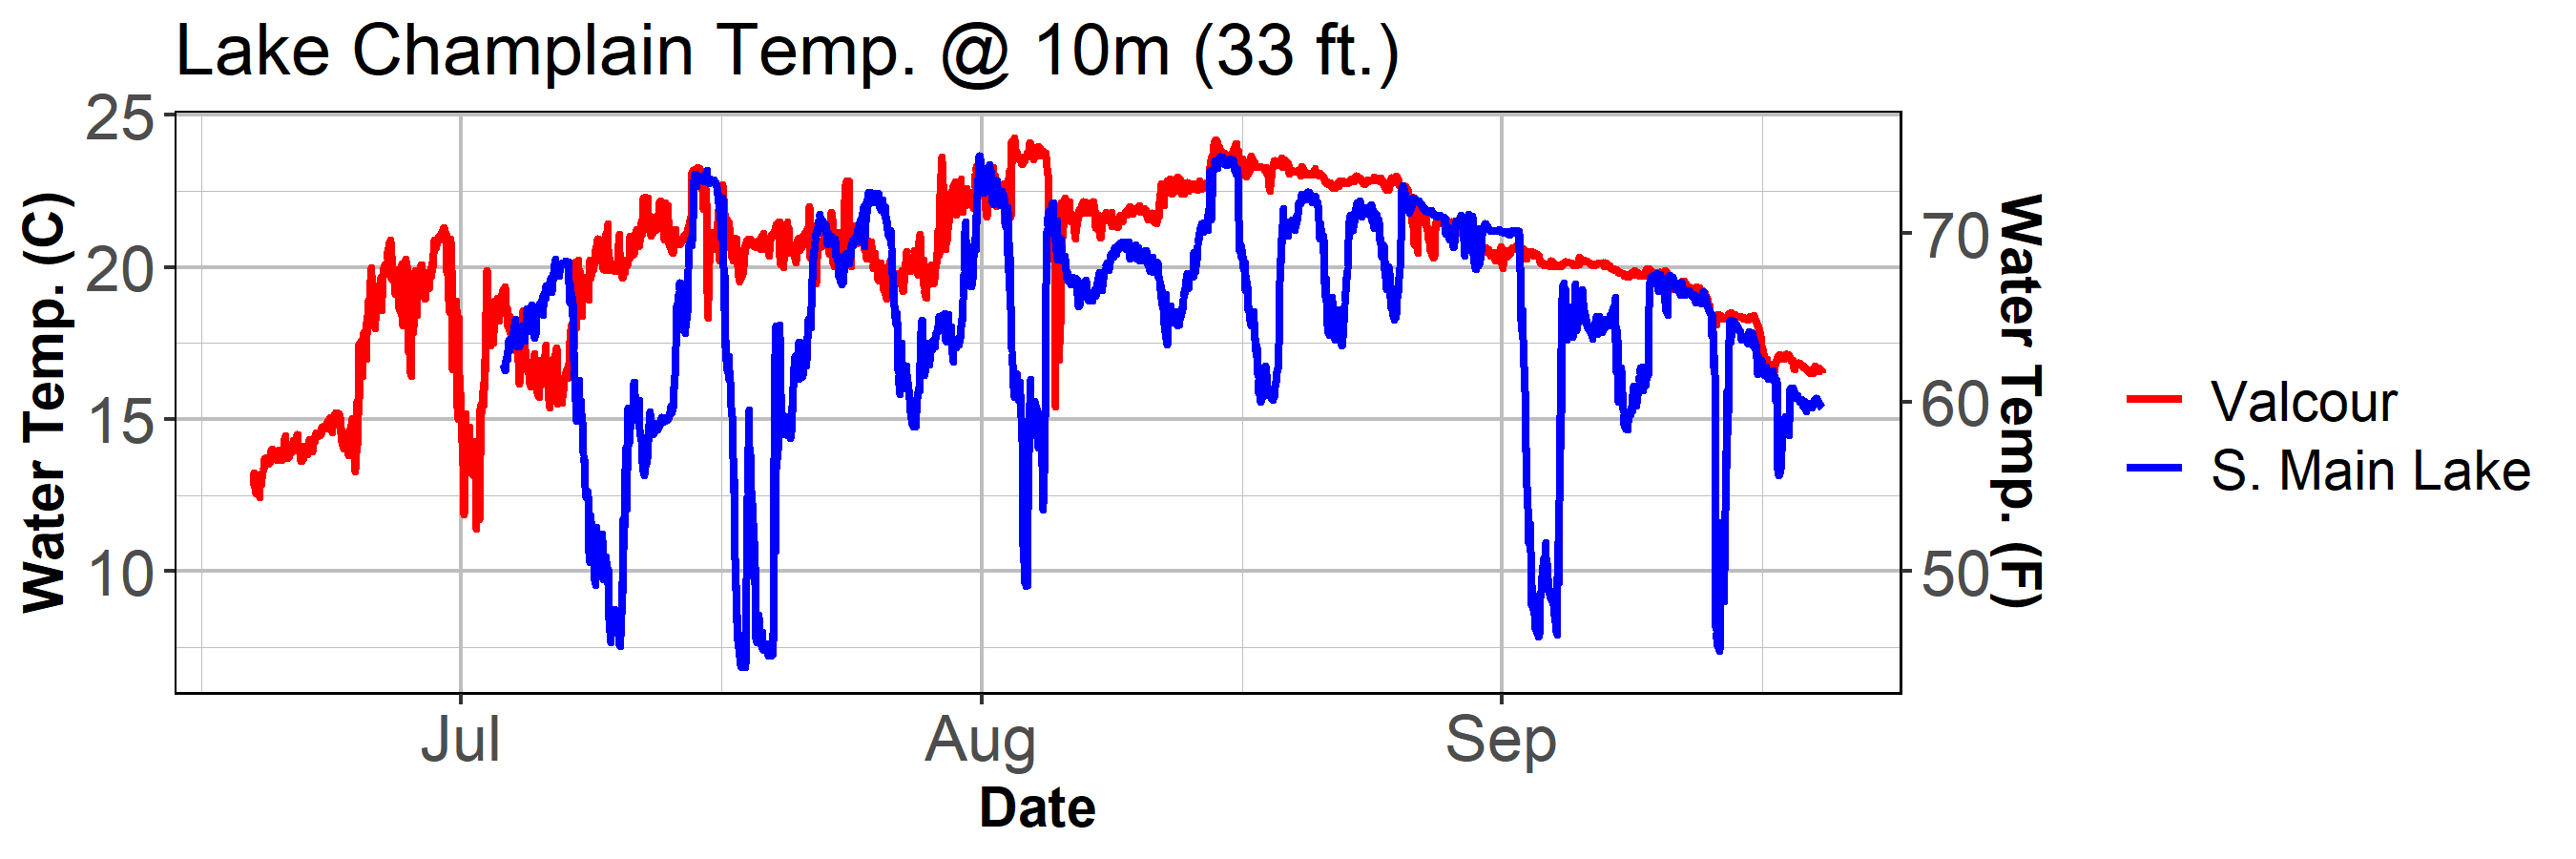 Lake Champlain Temp. @ 10m (33 ft.)
25
20
15
10
Water Temp. (C)
70
60
50
Water Temp. (F)
Jul
Aug
Sep
Date
Valcour
S. Main Lake